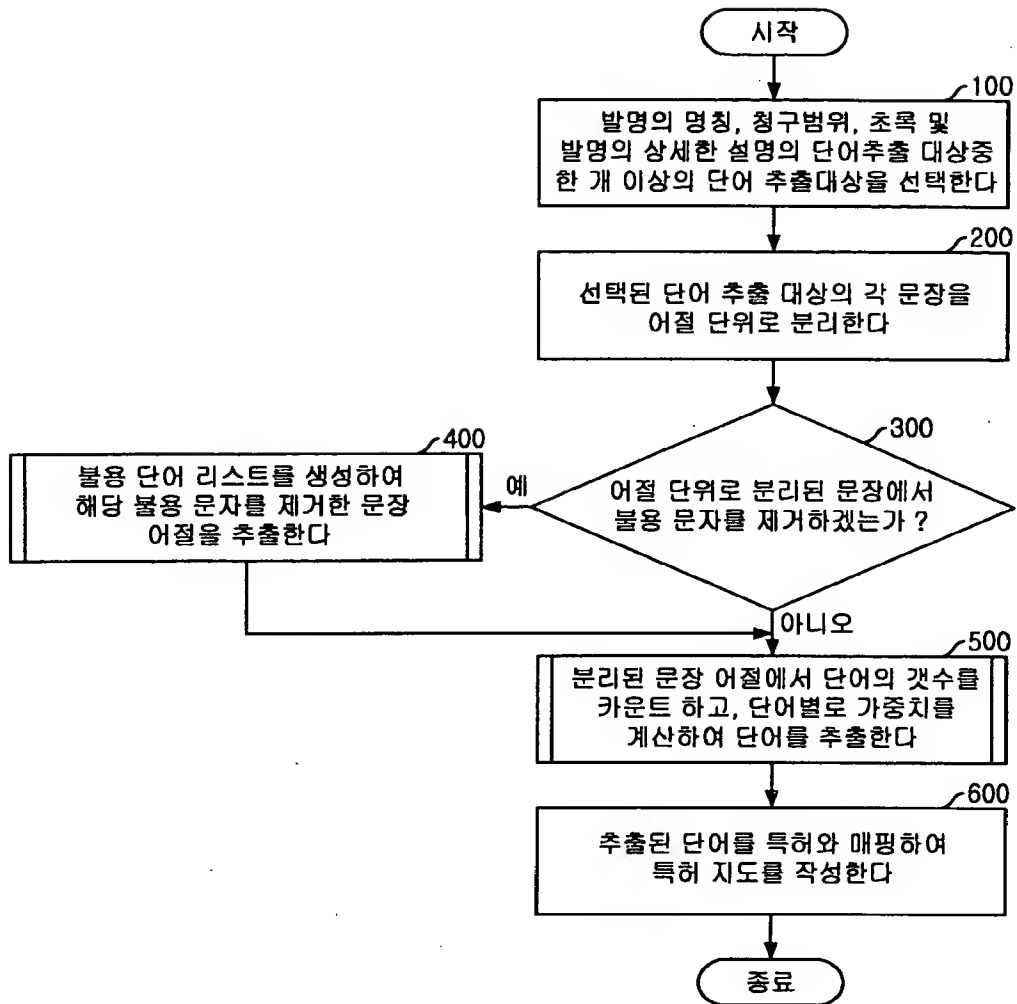 시작
100
발명의 명칭, 청구범위, 초록 및
발명의 상세한 설명의 단어추출 대상중
한 개 이상의 단어 추출대상을 선택한다
200
선택된 단어 추출 대상의 각 문장을
어절 단위로 분리한다
300
어절 단위로 분리된 문장에서
불용 문자를 제거하겠는가 ?
예
400
불용 단어 리스트를 생성하여
해당 불용 문자를 제거한 문장
어절을 추출한다
아니오
500
분리된 문장 어절에서 단어의 갯수를
카운트 하고, 단어별로 가중치를
계산하여 단어를 추출한다
600
추출된 단어를 특허와 매핑하여
특허 지도를 작성한다
종료